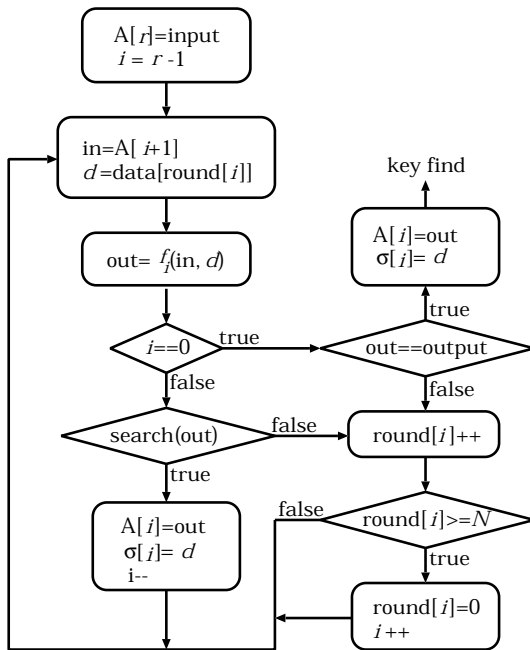 A[r]=input
i = r -1
in=A[ i+1]
d=data[round[i]]
key find
out= fi(in, d)
A[i]=out
σ[i]= d
true
i==0
true
out==output
false
false
search(out)
false
round[i]++
true
false
A[i]=out
σ[i]= d
i--
round[i]>=N
true
round[i]=0
i ++